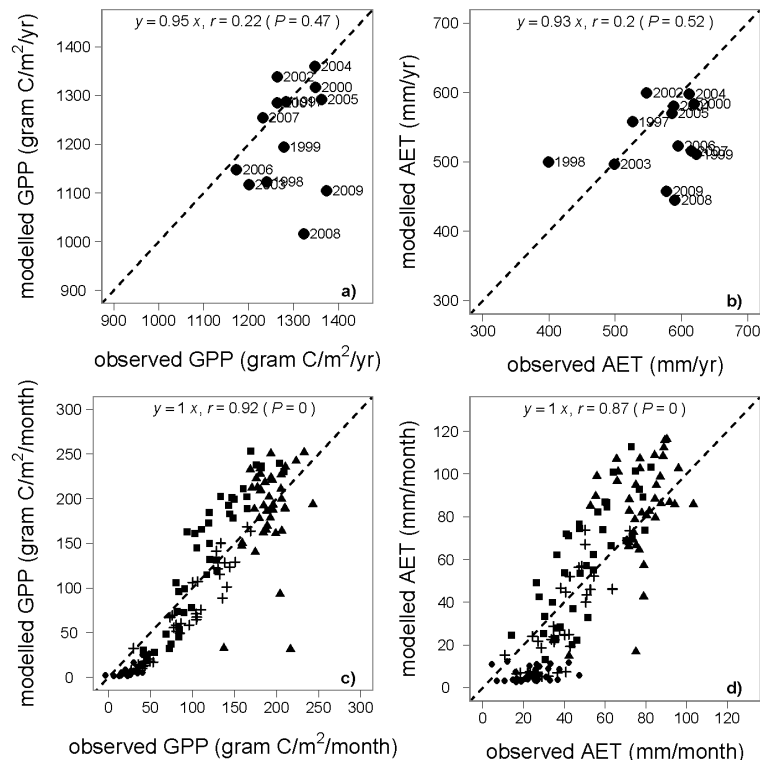 y = 0.95 x, r = 0.22 ( P = 0.47 )
modelled GPP (gram C/m²/yr)
1400
1300
1200
1100
1000
900
2004
2002
2000
2005
2007
1999
2006
1998
2009
2008
a)
900 1000 1100 1200 1300 1400
observed GPP (gram C/m²/yr)
y = 0.93 x, r = 0.2 ( P = 0.52 )
modelled AET (mm/yr)
700
600
500
400
300
2002
2004
2000
2005
1997
2006
1999
1998
2003
2009
2008
b)
300 400 500 600 700
observed AET (mm/yr)
y = 1 x, r = 0.92 ( P = 0 )
modelled GPP (gram C/m²/month)
300
250
200
150
100
50
0
c)
0 50 100 150 200 250 300
observed GPP (gram C/m²/month)
y = 1 x, r = 0.87 ( P = 0 )
modelled AET (mm/month)
120
100
80
60
40
20
0
d)
0 20 40 60 80 100 120
observed AET (mm/month)